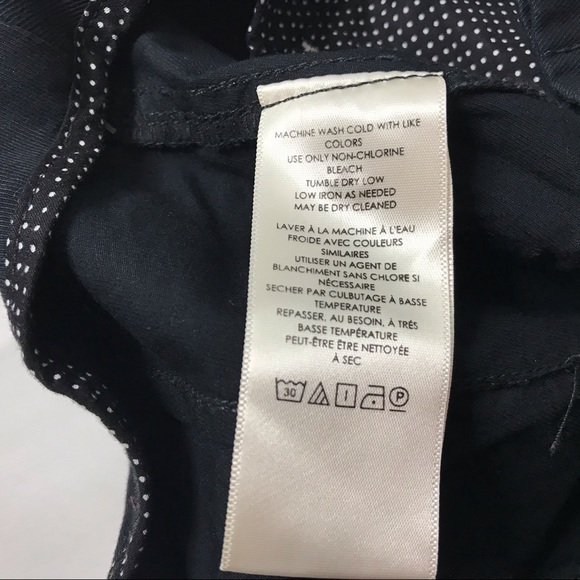 MACHINE WASH COLD WITH LIKE
COLORS
USE ONLY NON-CHLORINE
BLEACH
TUMBLE DRY LOW
LOW IRON AS NEEDED
MAY BE DRY CLEANED
LAVER À LA MACHINE À L'EAU
FROIDE AVEC COULEURS
SIMILAIRES
UTILISER UN AGENT DE
BLANCHIMENT SANS CHLORE SI
NÉCESSAIRE
SECHER PAR CULBUTAGE À BASSE
TEMPERATURE
REPASSER, AU BESOIN, À TRÈS
BASSE TEMPÉRATURE
PEUT-ÊTRE ÊTRE NETTOYÉE
À SEC
30 P